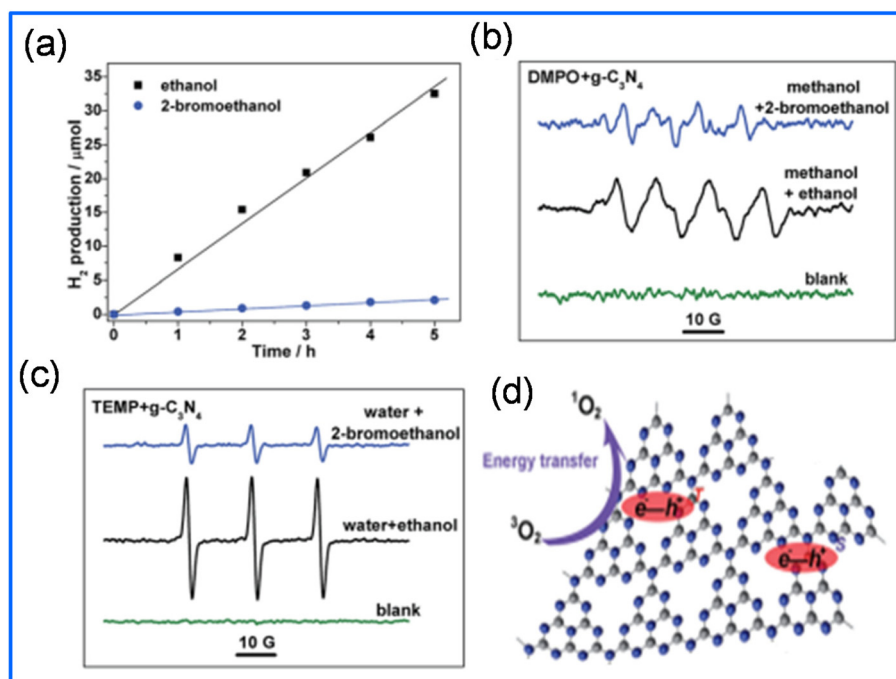 (a)
35
30
25
20
15
10
5
0
H₂ production / μmol
ethanol
2-bromoethanol
0 1 2 3 4 5
Time / h
(b)
DMPO+g-C₃N₄
methanol
+2-bromoethanol
methanol
+ ethanol
blank
10 G
(c)
TEMP+g-C₃N₄
water +
2-bromoethanol
water+ethanol
blank
10 G
(d)
¹O₂
Energy transfer
³O₂
e⁻—h⁺
T
e⁻—h⁺
S